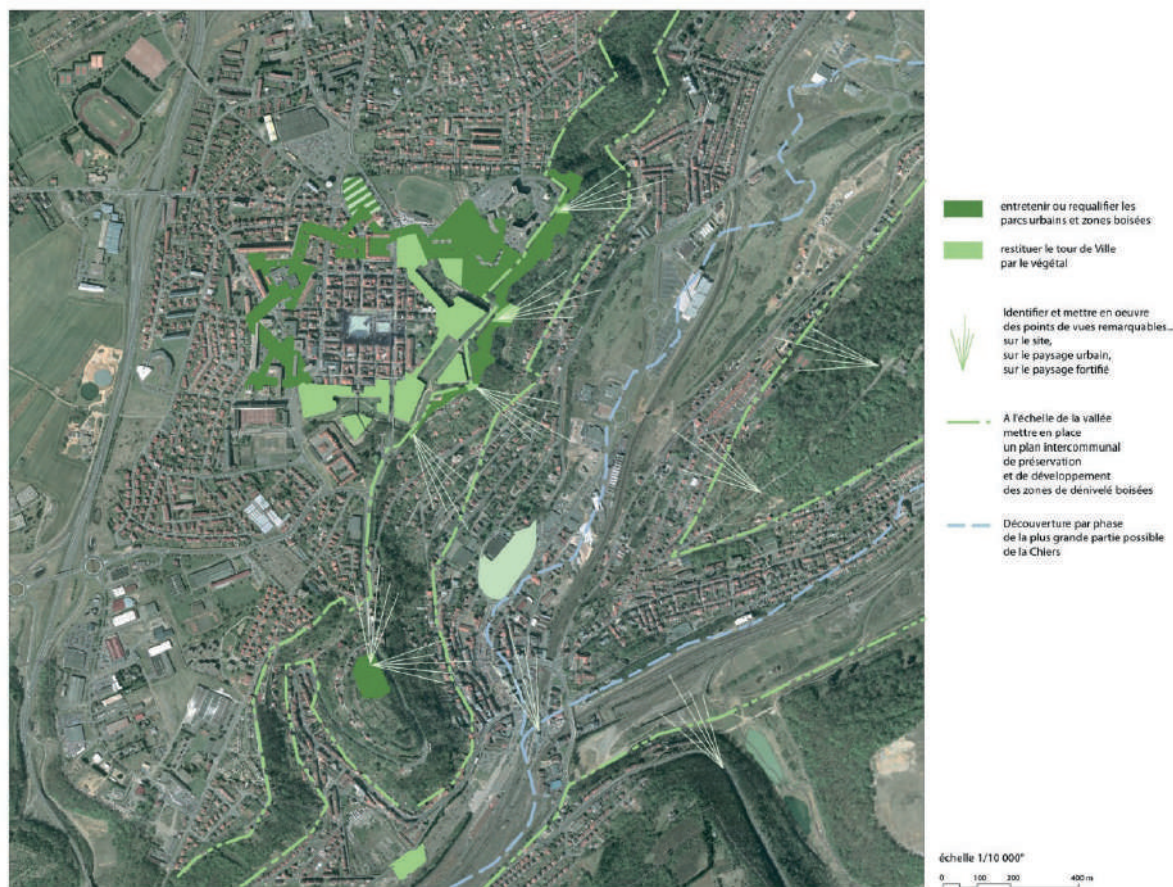 entretenir ou requalifier les
parcs urbains et zones boisées
restituer le tour de Ville
par le végétal
Identifier et mettre en oeuvre
des points de vues remarquables...
sur le site,
sur le paysage urbain,
sur le paysage fortifié
A l'échelle de la vallée
mettre en place
un plan intercommunal
de préservation
et de développement
des zones de dénivelé boisées
Découverture par phase
de la plus grande partie possible
de la Chiers
échelle 1/10 000°
0 100 200 400 m